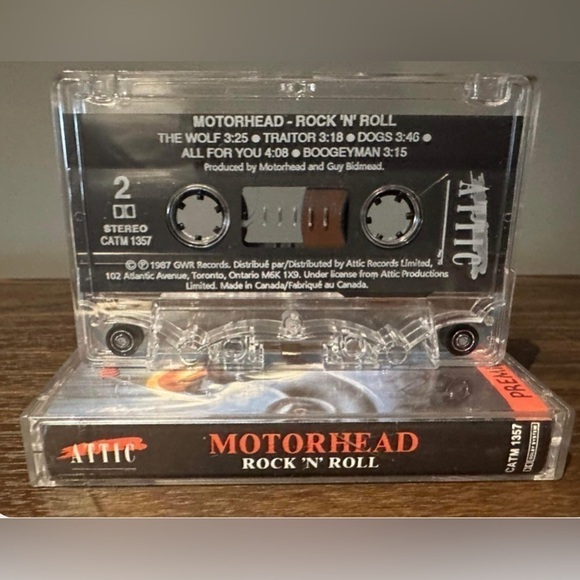 MOTORHEAD - ROCK 'N' ROLL
THE WOLF 3:25 ● TRAITOR 3:18 ● DOGS 3:46 ●
ALL FOR YOU 4:08 ● BOOGEYMAN 3:15
Produced by Motorhead and Guy Bidmead.
2
STEREO
CATM 1357
ATTIC
© ℗ 1987 GWR Records. Distribué par/Distributed by Attic Records Limited,
102 Atlantic Avenue, Toronto, Ontario M6K 1X9. Under license from Attic Productions
Limited. Made in Canada/Fabriqué au Canada.
ATTIC
MOTORHEAD
ROCK 'N' ROLL
CATM 1357